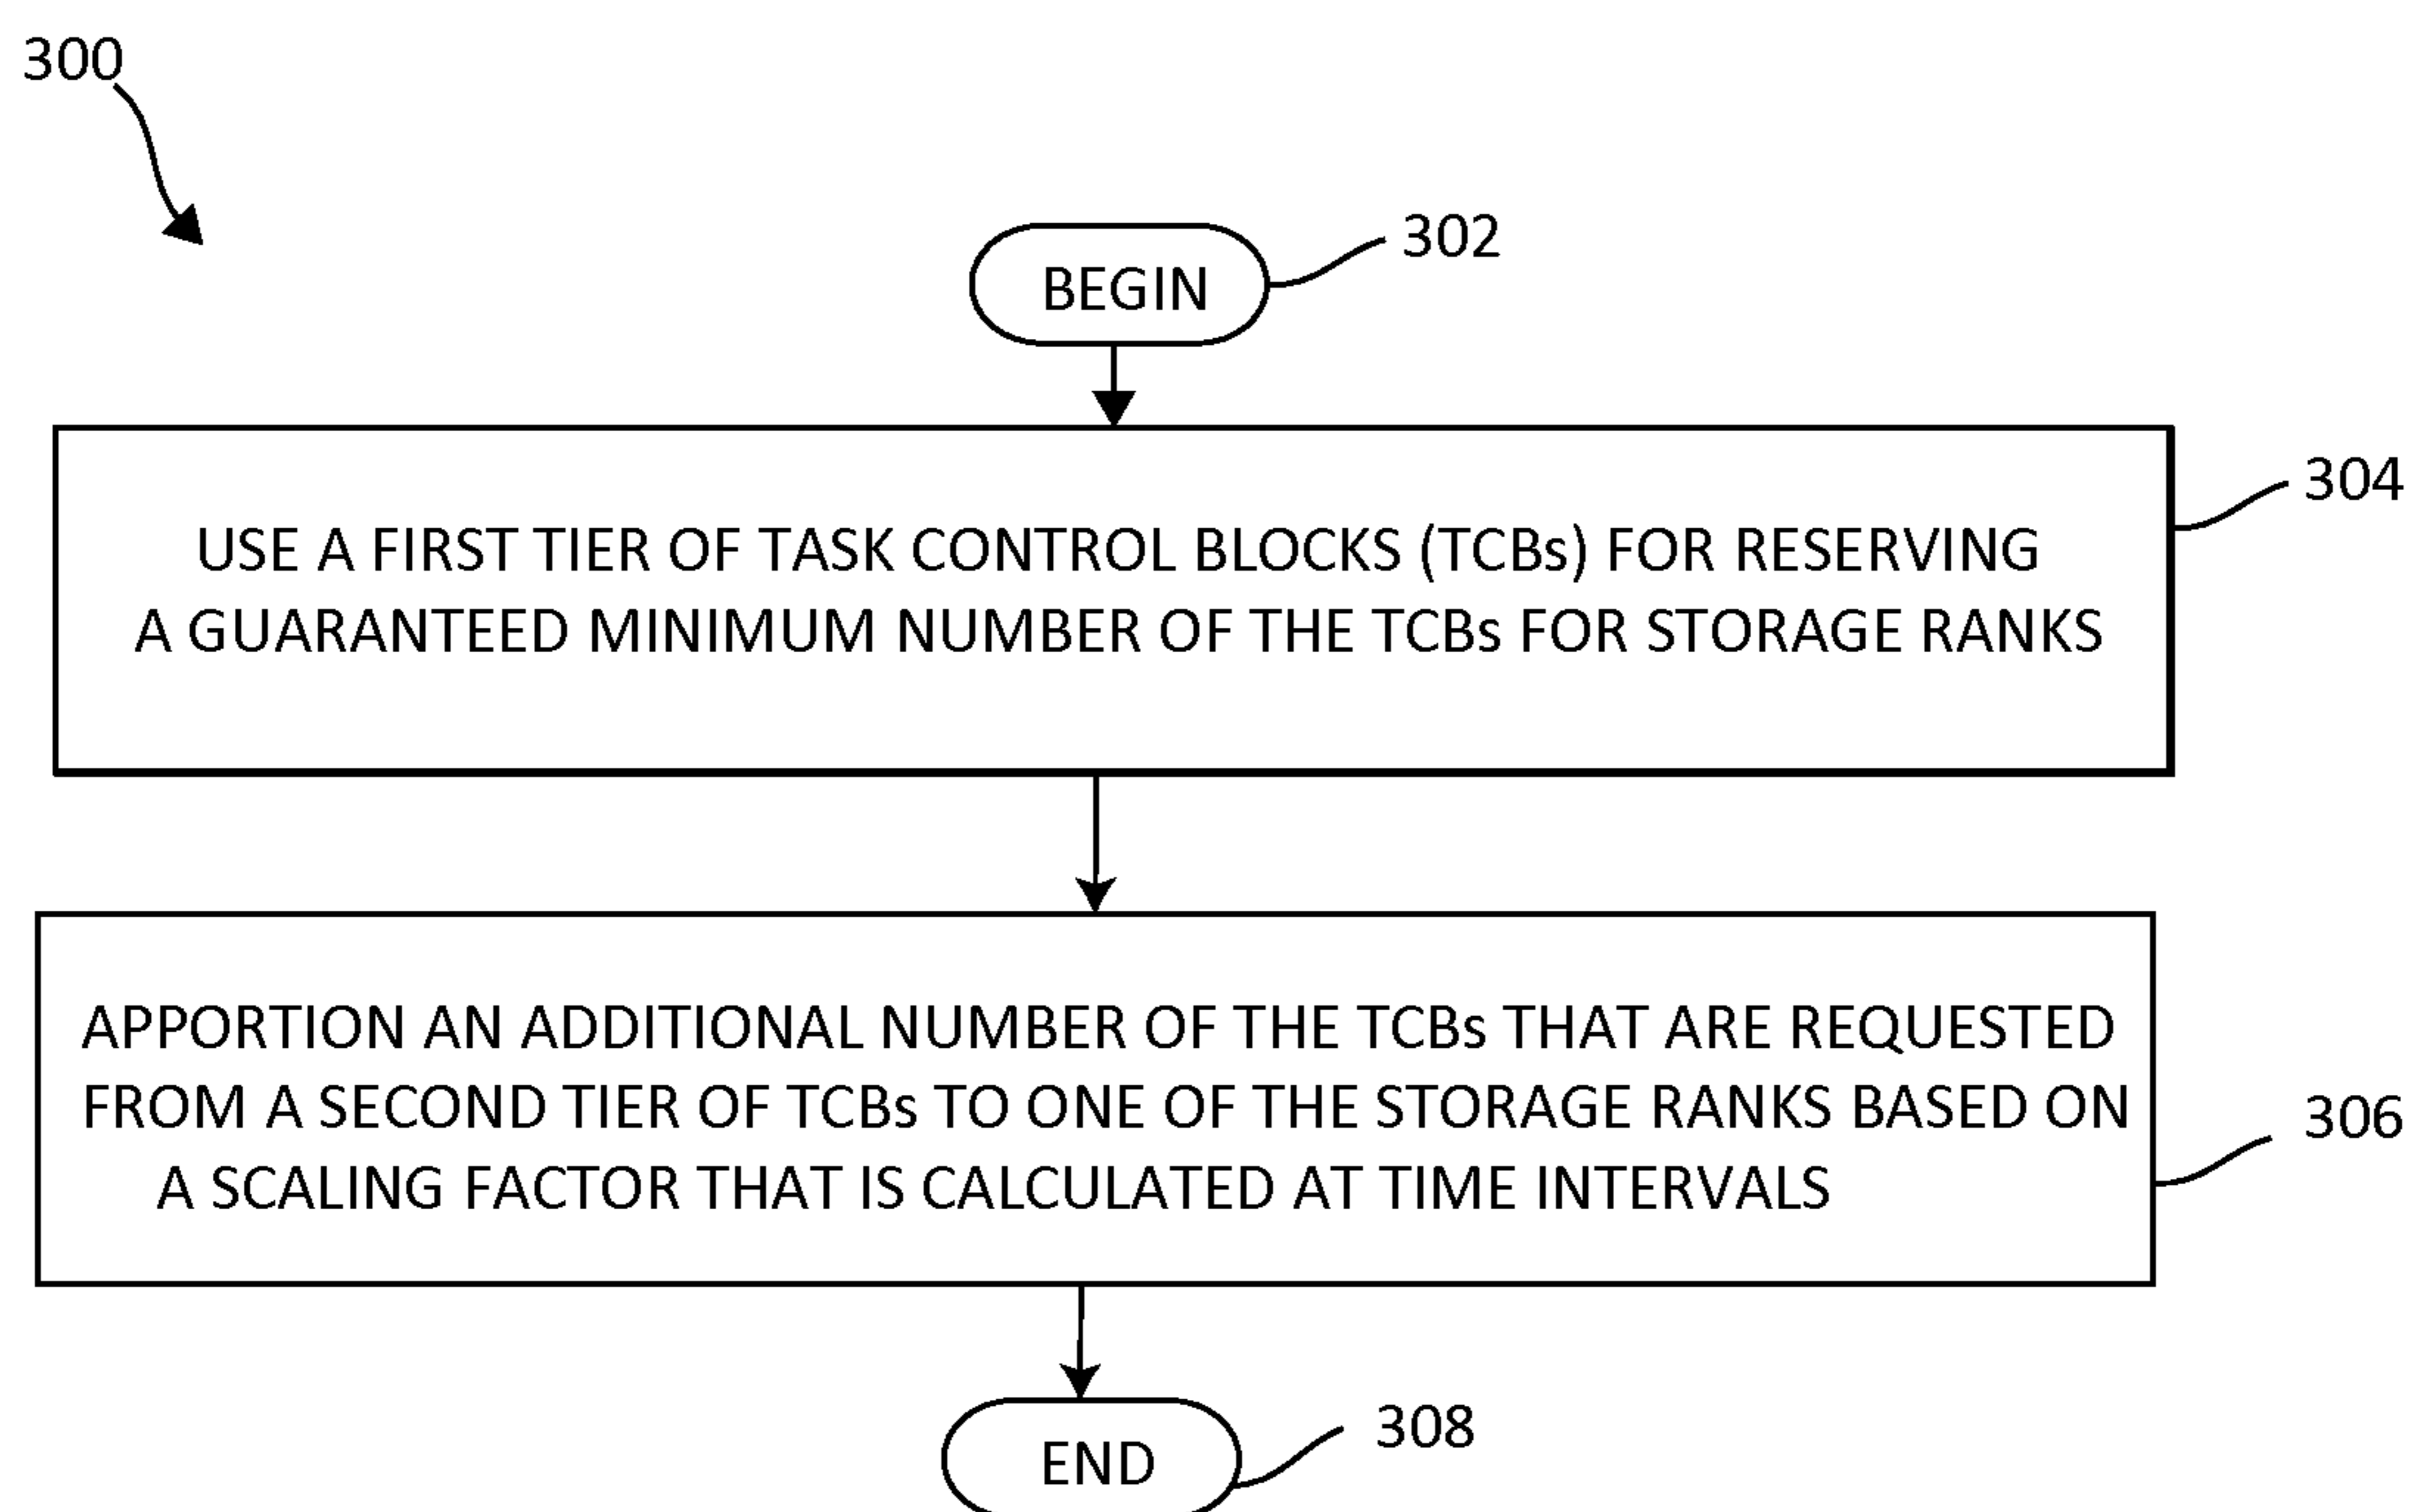 300
302
BEGIN
304
USE A FIRST TIER OF TASK CONTROL BLOCKS (TCBs) FOR RESERVING
A GUARANTEED MINIMUM NUMBER OF THE TCBs FOR STORAGE RANKS
APPORTION AN ADDITIONAL NUMBER OF THE TCBs THAT ARE REQUESTED
FROM A SECOND TIER OF TCBs TO ONE OF THE STORAGE RANKS BASED ON
A SCALING FACTOR THAT IS CALCULATED AT TIME INTERVALS
306
308
END